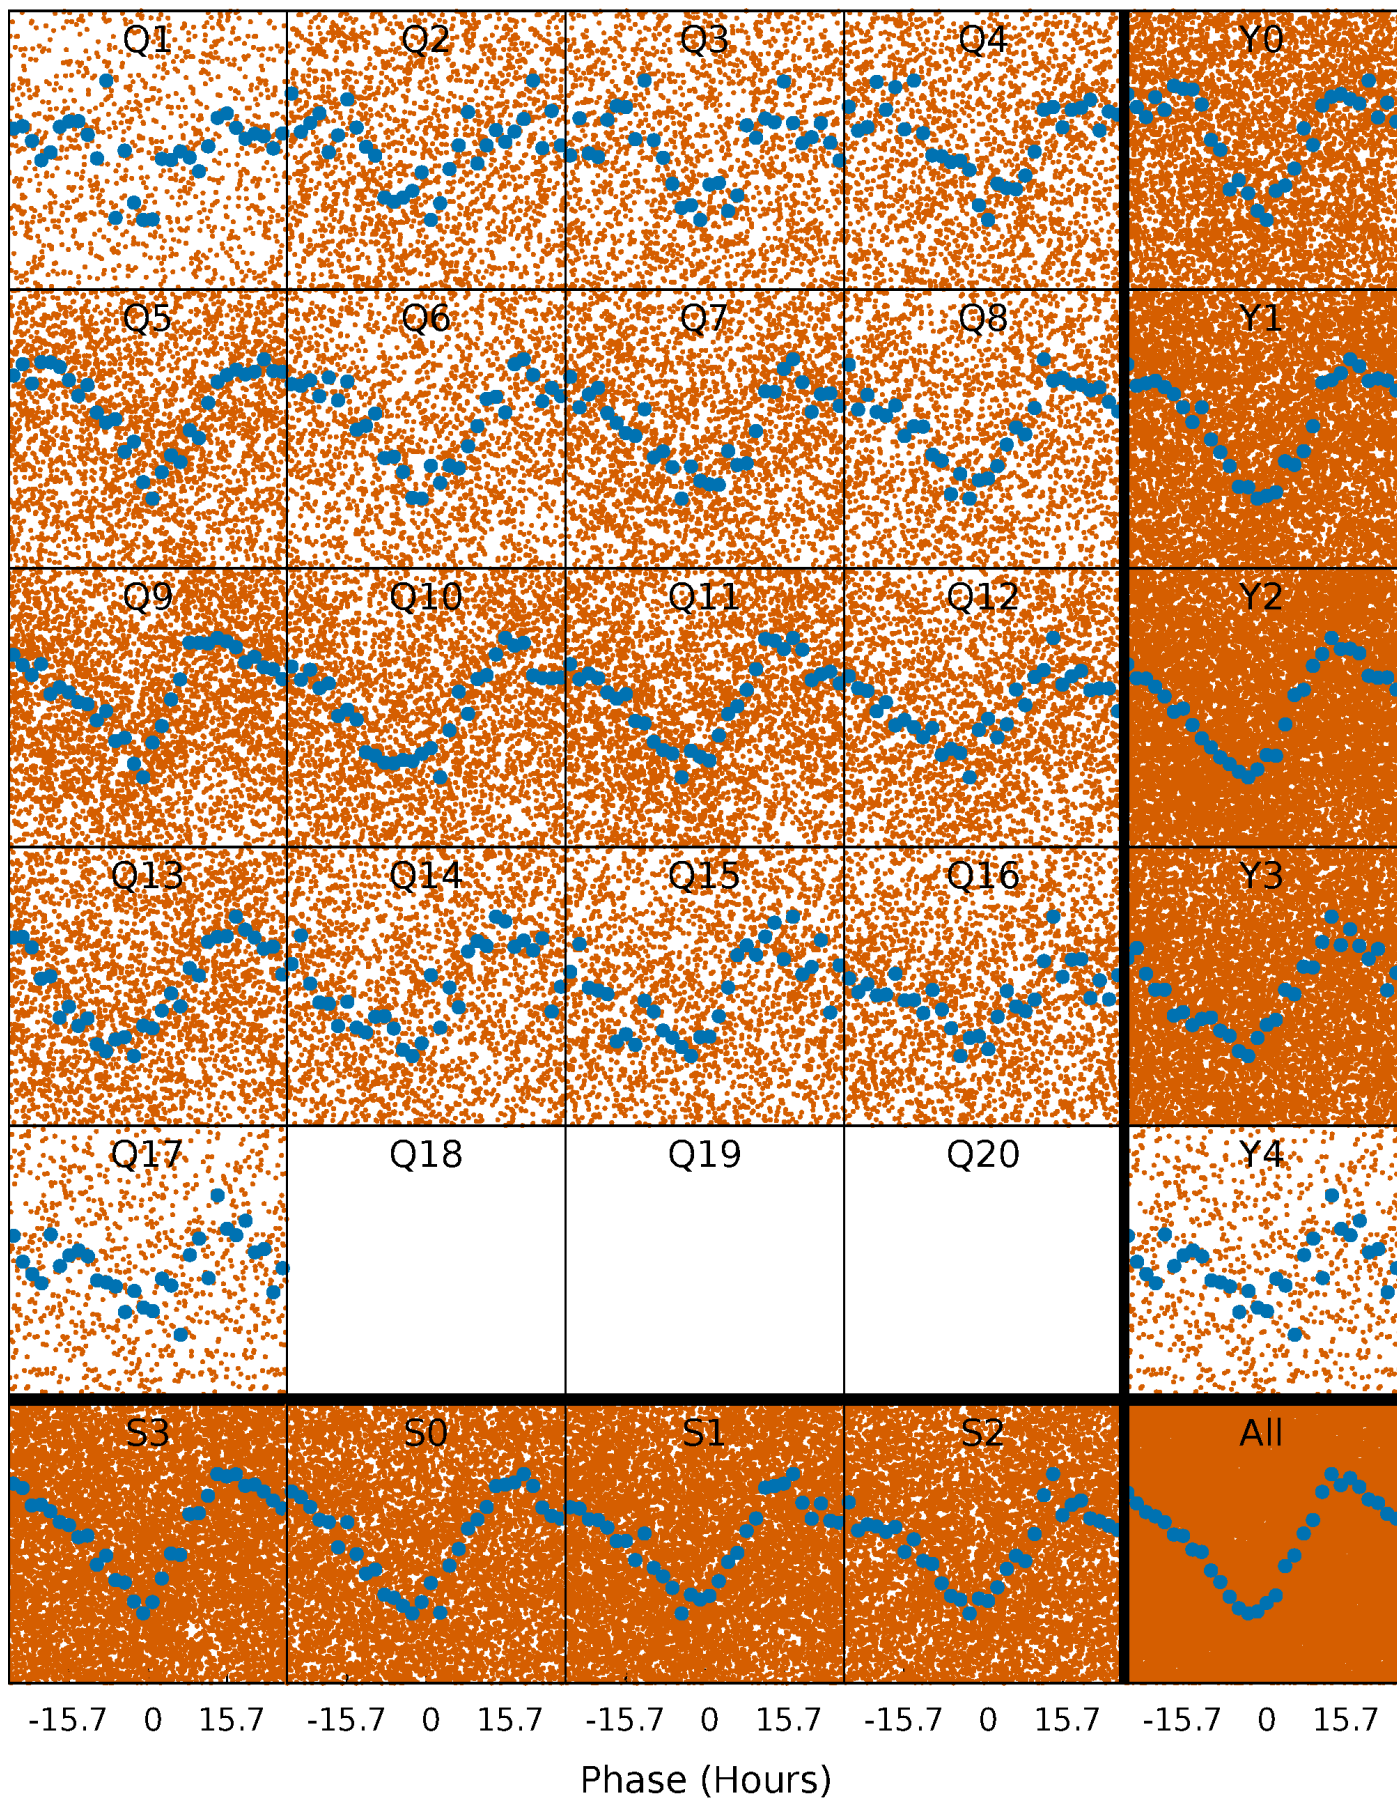 Q1 Q2 Q3 Q4 Y0
Q5 Q6 Q7 Q8 Y1
Q9 Q10 Q11 Q12 Y2
Q13 Q14 Q15 Q16 Y3
Q17 Q18 Q19 Q20 Y4
S3 S0 S1 S2 All
-15.7 0 15.7 -15.7 0 15.7 -15.7 0 15.7 -15.7 0 15.7 -15.7 0 15.7
Phase (Hours)